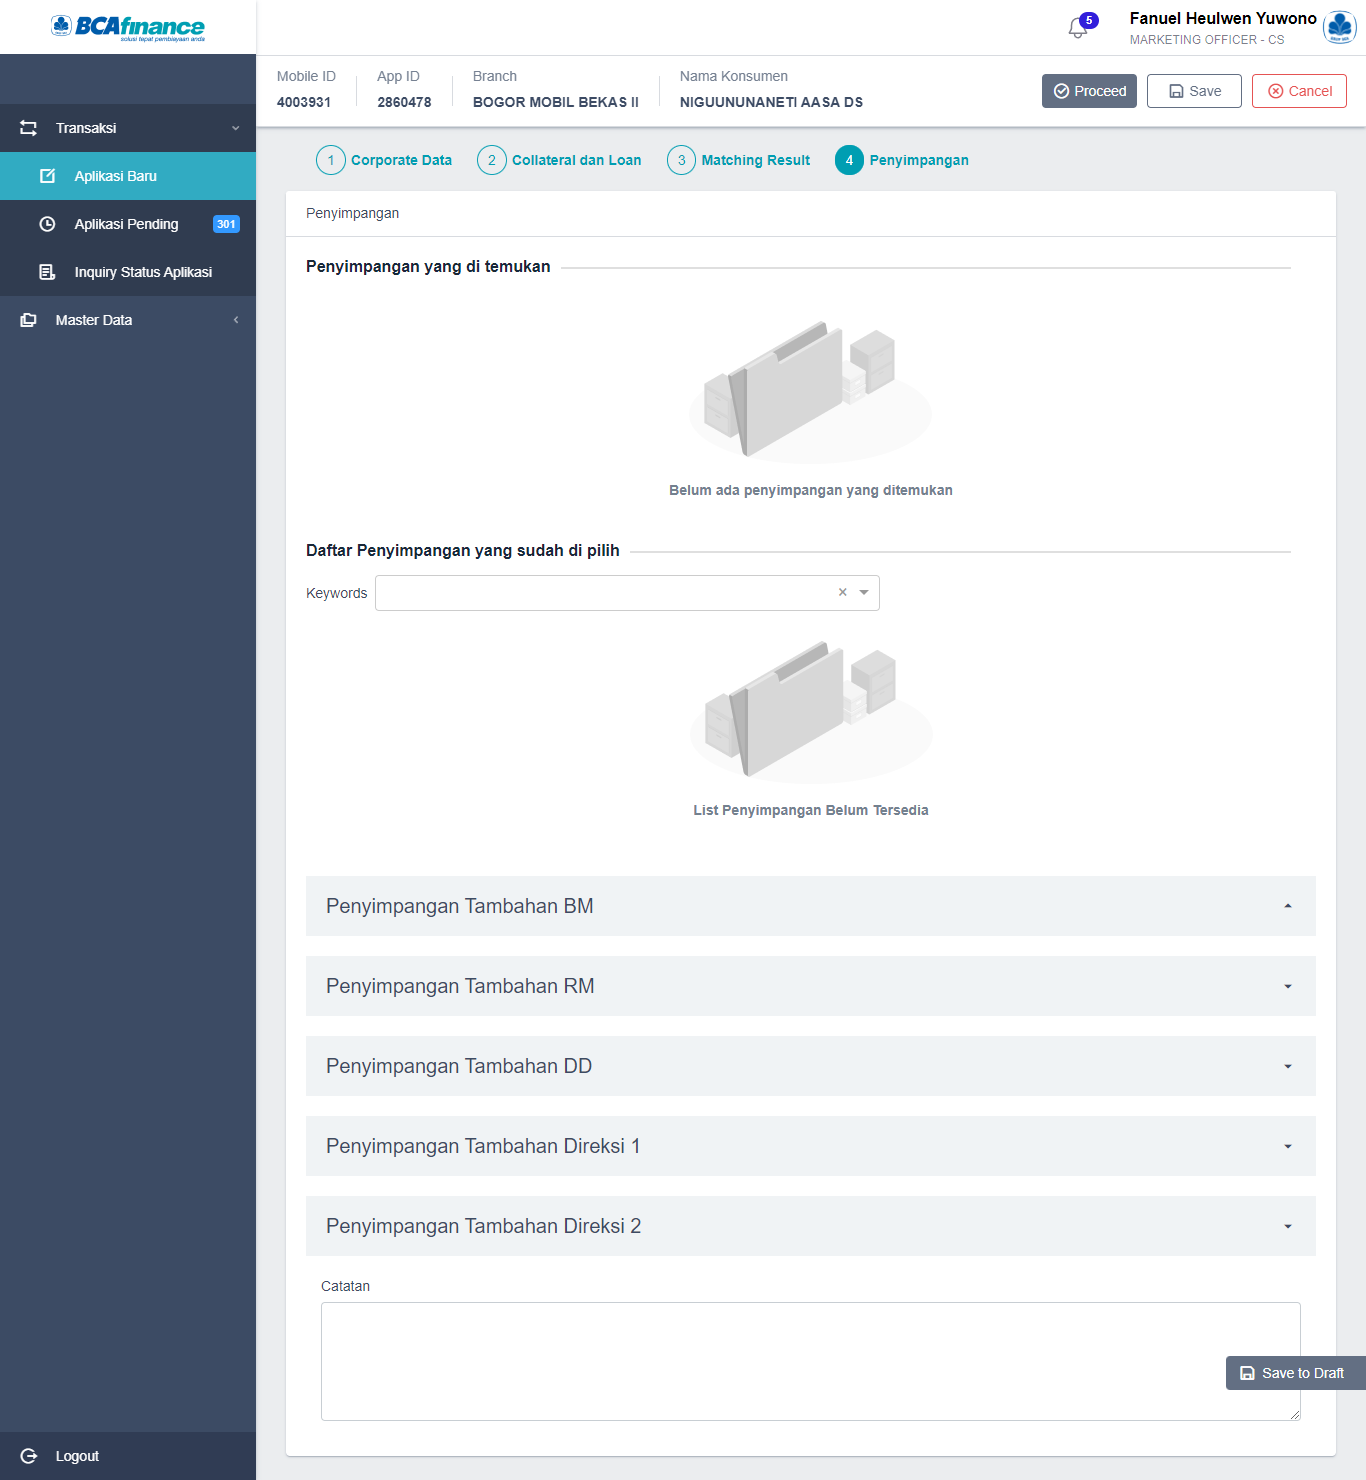 BCAfinance
solusi tepat pembiayaan anda
5
Fanuel Heulwen Yuwono
MARKETING OFFICER - CS
Mobile ID
4003931
App ID
2860478
Branch
BOGOR MOBIL BEKAS II
Nama Konsumen
NIGUUNUNANETI AASA DS
Proceed
Save
Cancel
Transaksi
Aplikasi Baru
Aplikasi Pending
301
Inquiry Status Aplikasi
Master Data
Logout
1 Corporate Data
2 Collateral dan Loan
3 Matching Result
4 Penyimpangan
Penyimpangan
Penyimpangan yang di temukan
Belum ada penyimpangan yang ditemukan
Daftar Penyimpangan yang sudah di pilih
Keywords
×
List Penyimpangan Belum Tersedia
Penyimpangan Tambahan BM
Penyimpangan Tambahan RM
Penyimpangan Tambahan DD
Penyimpangan Tambahan Direksi 1
Penyimpangan Tambahan Direksi 2
Catatan
Save to Draft